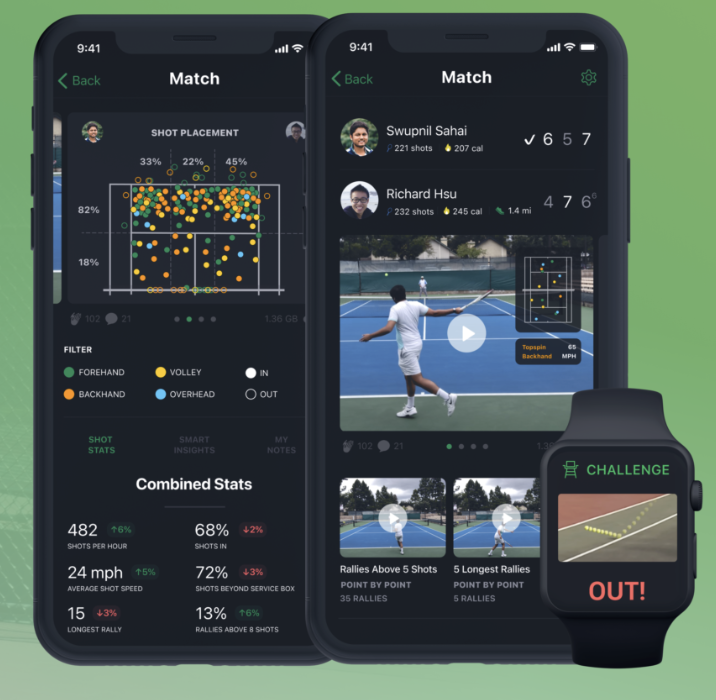 9:41
Back
Match
SHOT PLACEMENT
33% 22% 45%
82%
18%
102 21
1.36 GB
FILTER
FOREHAND VOLLEY IN
BACKHAND OVERHEAD OUT
SHOT STATS
SMART INSIGHTS
MY NOTES
Combined Stats
482 ↑6%
SHOTS PER HOUR
68% ↓2%
SHOTS IN
24 mph ↑5%
AVERAGE SHOT SPEED
72% ↓3%
SHOTS BEYOND SERVICE BOX
15 ↓3%
LONGEST RALLY
13% ↑6%
RALLIES ABOVE 8 SHOTS
9:41
Back
Match
Swupnil Sahai
221 shots 207 cal
6 5 7
Richard Hsu
232 shots 245 cal 1.4 mi
4 7 6⁶
Topspin 65
Backhand MPH
102 21
1.36
Rallies Above 5 Shots
POINT BY POINT
35 RALLIES
5 Longest Rallies
POINT BY POINT
5 RALLIES
CHALLENGE
OUT!